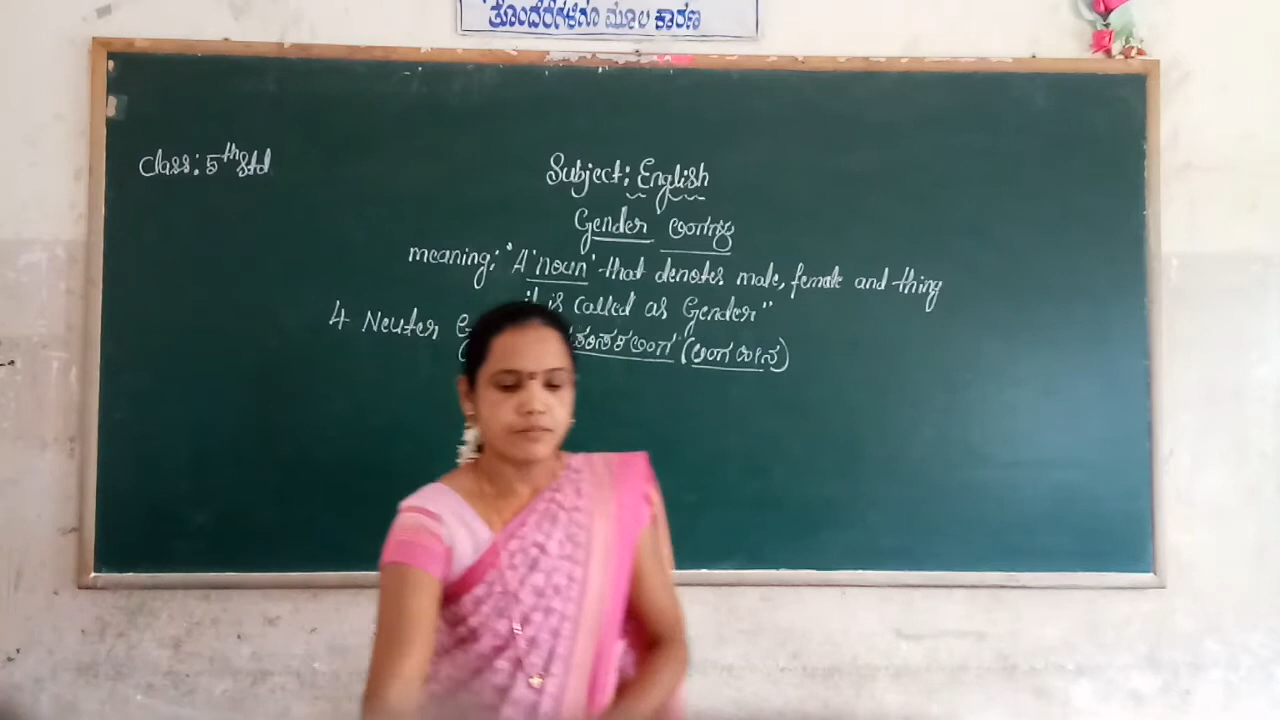 ತೊಂದರೆಗಳಿಗೂ ಮೂಲ ಕಾರಣ
Class: 5th Std
Subject: English
Gender ಲಿಂಗಗಳು
meaning: "A 'noun' that denotes male, female and thing
it is called as Gender"
4 Neuter ಲಿಂಗ (ಲಿಂಗ ಹೀನ)